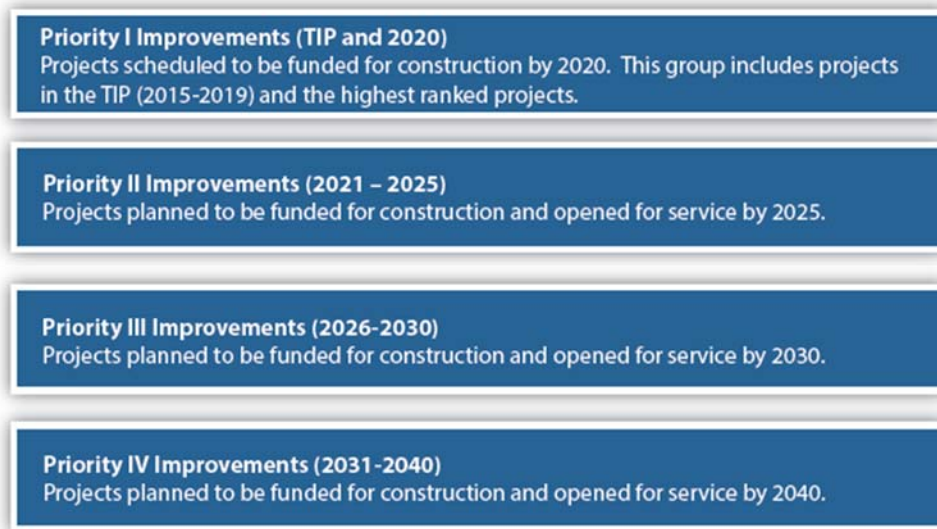 Priority I Improvements (TIP and 2020)
Projects scheduled to be funded for construction by 2020.  This group includes projects
in the TIP (2015-2019) and the highest ranked projects.
Priority II Improvements (2021 – 2025)
Projects planned to be funded for construction and opened for service by 2025.
Priority III Improvements (2026-2030)
Projects planned to be funded for construction and opened for service by 2030.
Priority IV Improvements (2031-2040)
Projects planned to be funded for construction and opened for service by 2040.